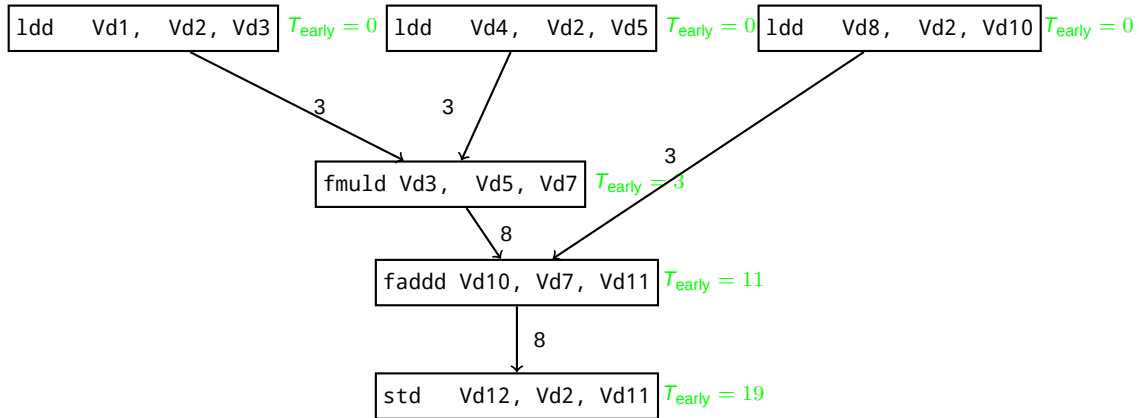 ldd Vd1, Vd2, Vd3 T_early = 0 ldd Vd4, Vd2, Vd5 T_early = 0 ldd Vd8, Vd2, Vd10 T_early = 0
3 3
3
fmuld Vd3, Vd5, Vd7 T_early = 3
8
faddd Vd10, Vd7, Vd11 T_early = 11
8
std Vd12, Vd2, Vd11 T_early = 19